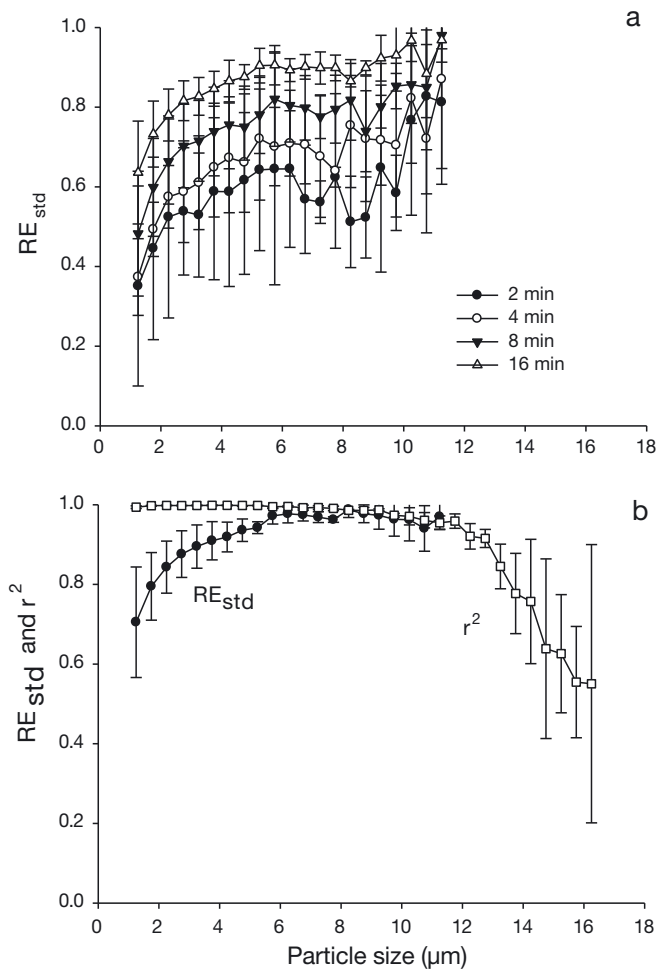 a
1.0
0.8
0.6
0.4
0.2
0.0
RE_std
2 min
4 min
8 min
16 min
0 2 4 6 8 10 12 14 16 18
b
1.0
0.8
0.6
0.4
0.2
0.0
RE_std and r²
RE_std
r²
0 2 4 6 8 10 12 14 16 18
Particle size (µm)